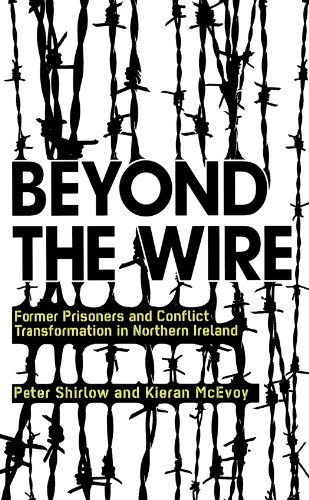 BEYOND
THE WIRE
Former Prisoners and Conflict
Transformation in Northern Ireland
Peter Shirlow and Kieran McEvoy